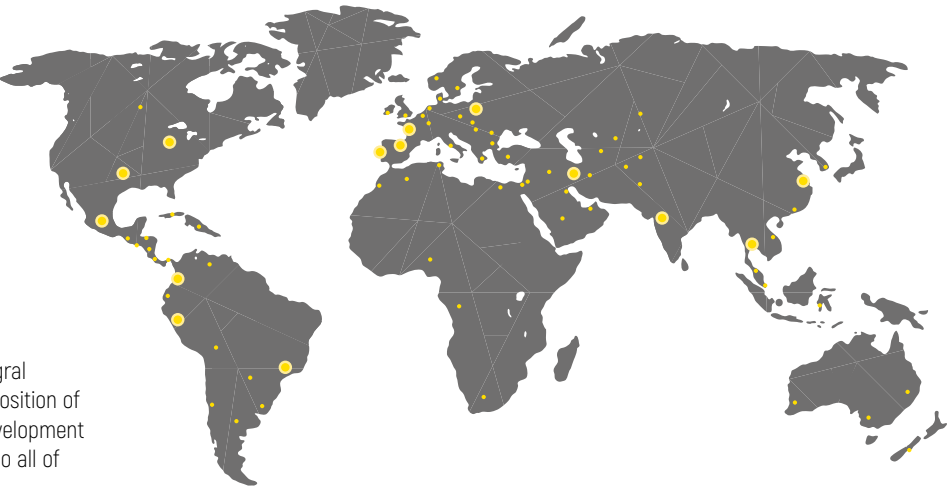 gral
osition of
velopment
o all of